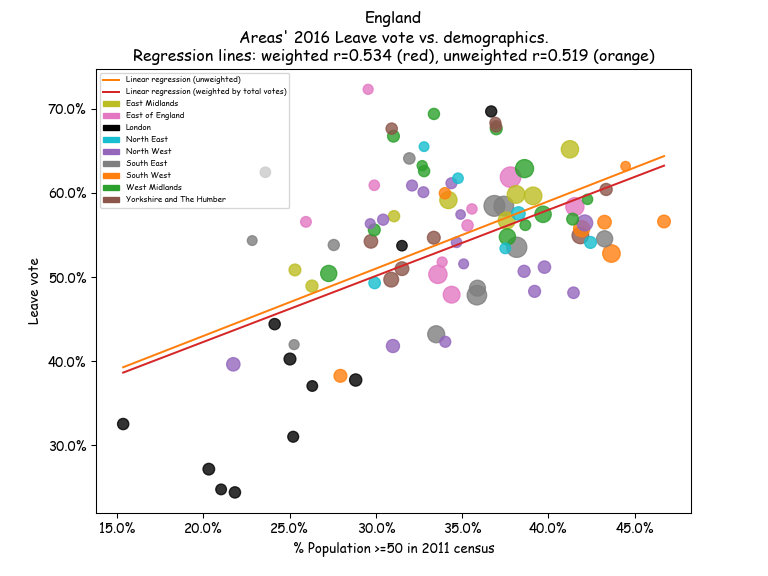 England
Areas' 2016 Leave vote vs. demographics.
Regression lines: weighted r=0.534 (red), unweighted r=0.519 (orange)
Linear regression (unweighted)
Linear regression (weighted by total votes)
East Midlands
East of England
London
North East
North West
South East
South West
West Midlands
Yorkshire and The Humber
70.0%
60.0%
50.0%
40.0%
30.0%
Leave vote
15.0% 20.0% 25.0% 30.0% 35.0% 40.0% 45.0%
% Population >=50 in 2011 census